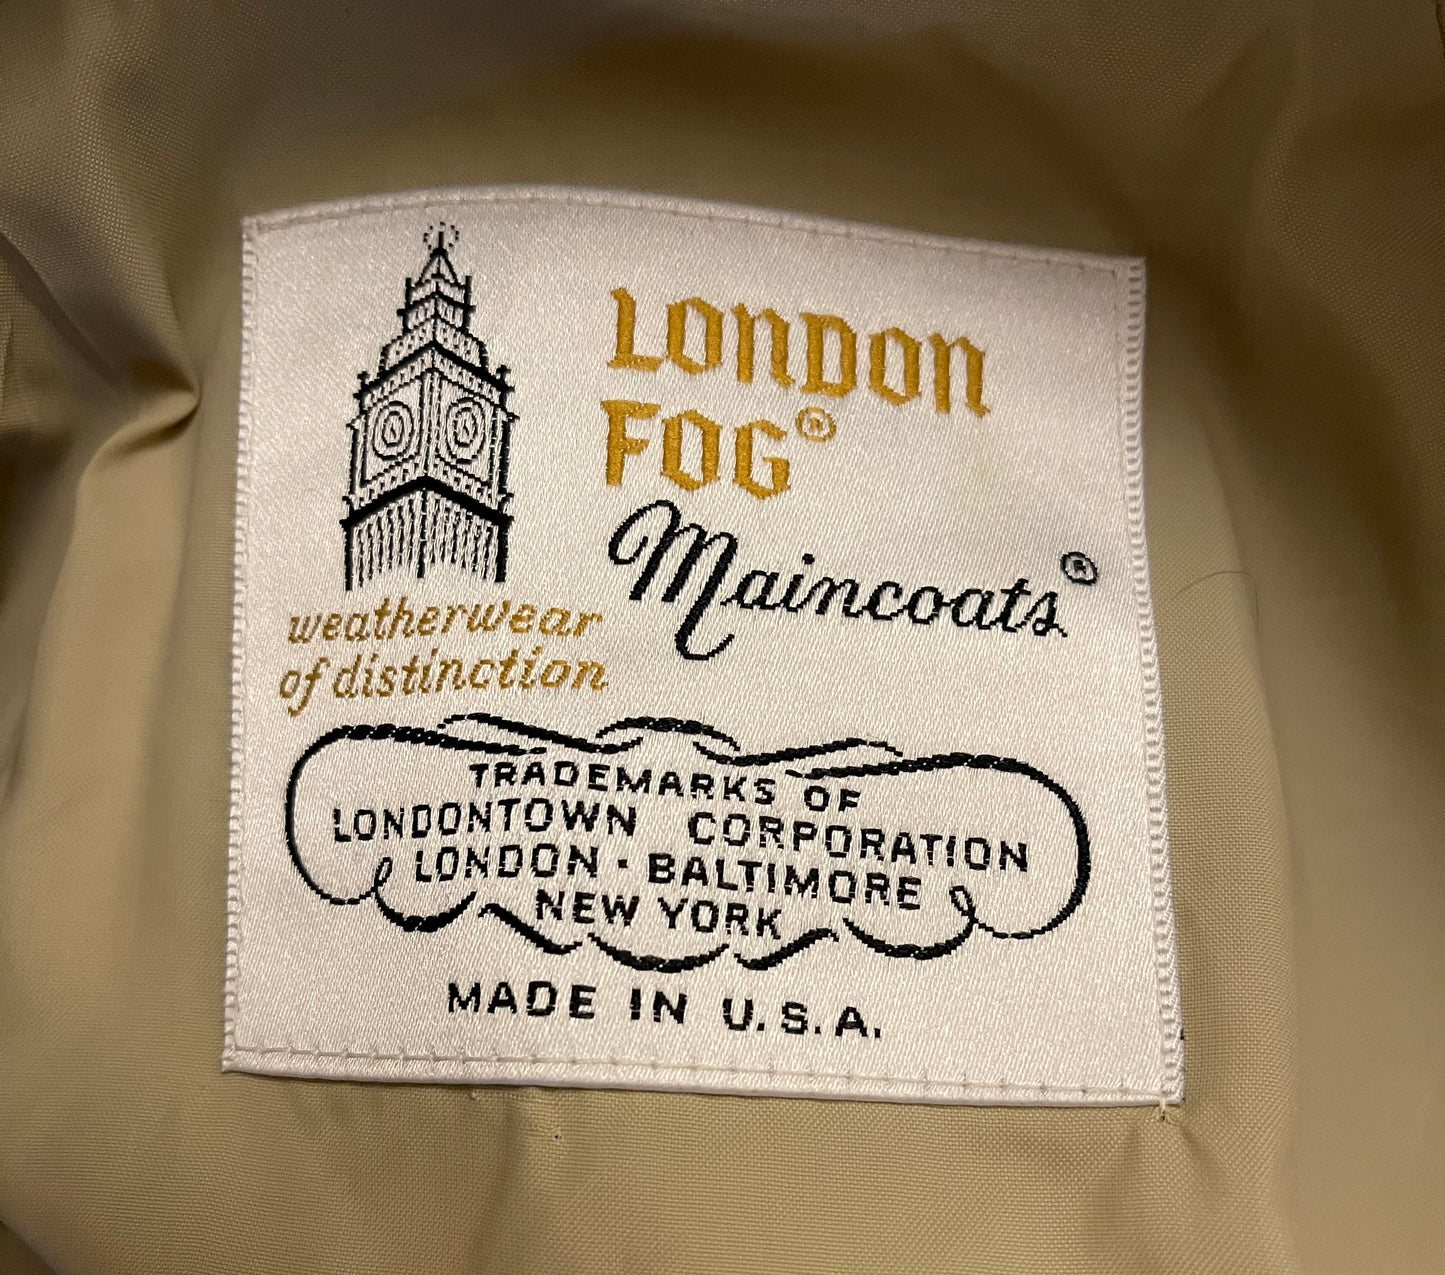 LONDON
FOG®
Maincoats®
weatherwear
of distinction
TRADEMARKS OF
LONDONTOWN CORPORATION
LONDON · BALTIMORE
NEW YORK
MADE IN U.S.A.